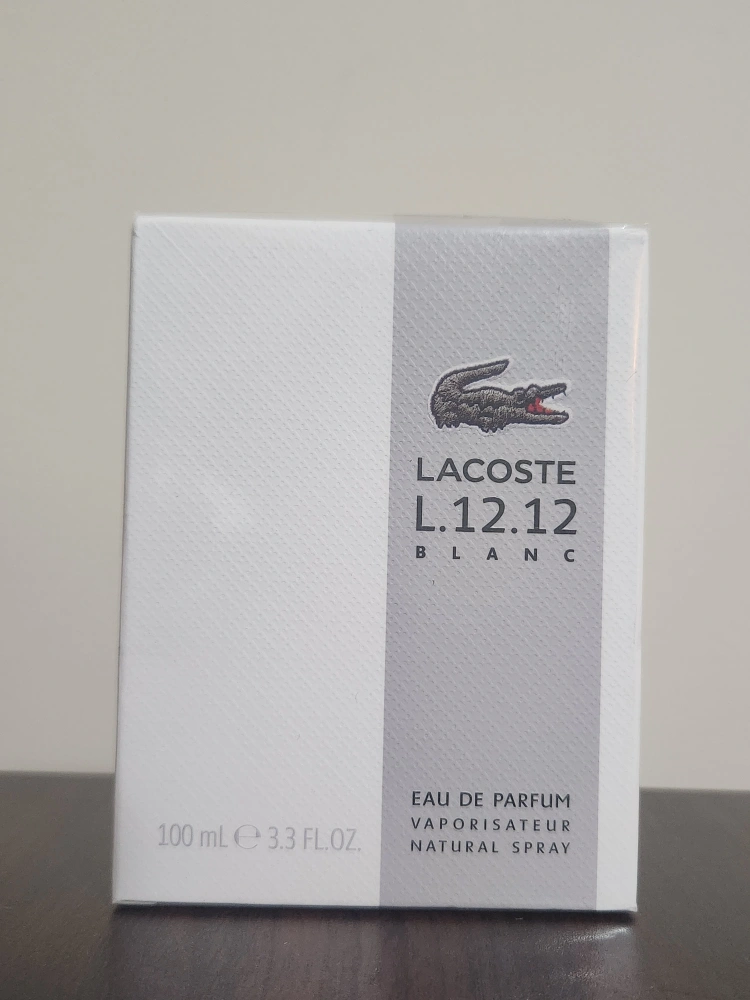 LACOSTE
L.12.12
BLANC
EAU DE PARFUM
VAPORISATEUR
NATURAL SPRAY
100 mL ℮ 3.3 FL.OZ.